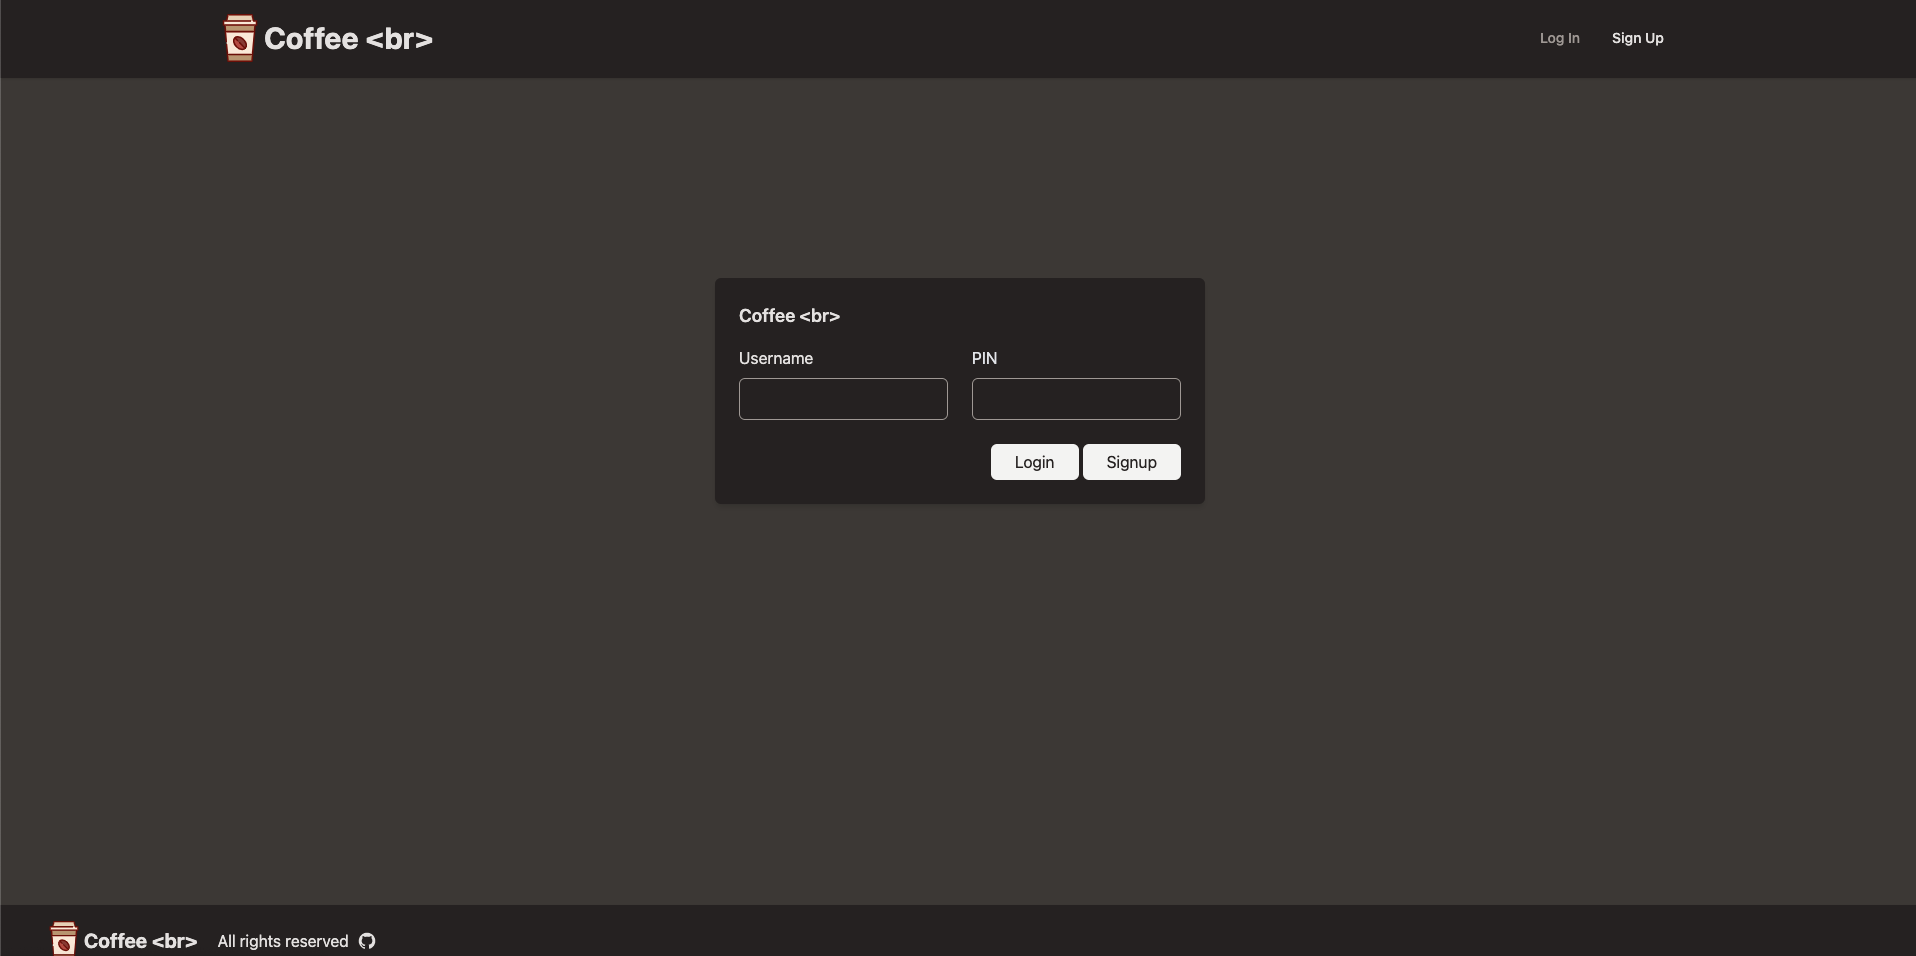 Coffee <br>
Log In
Sign Up
Coffee <br>
Username
PIN
Login
Signup
Coffee <br>
All rights reserved